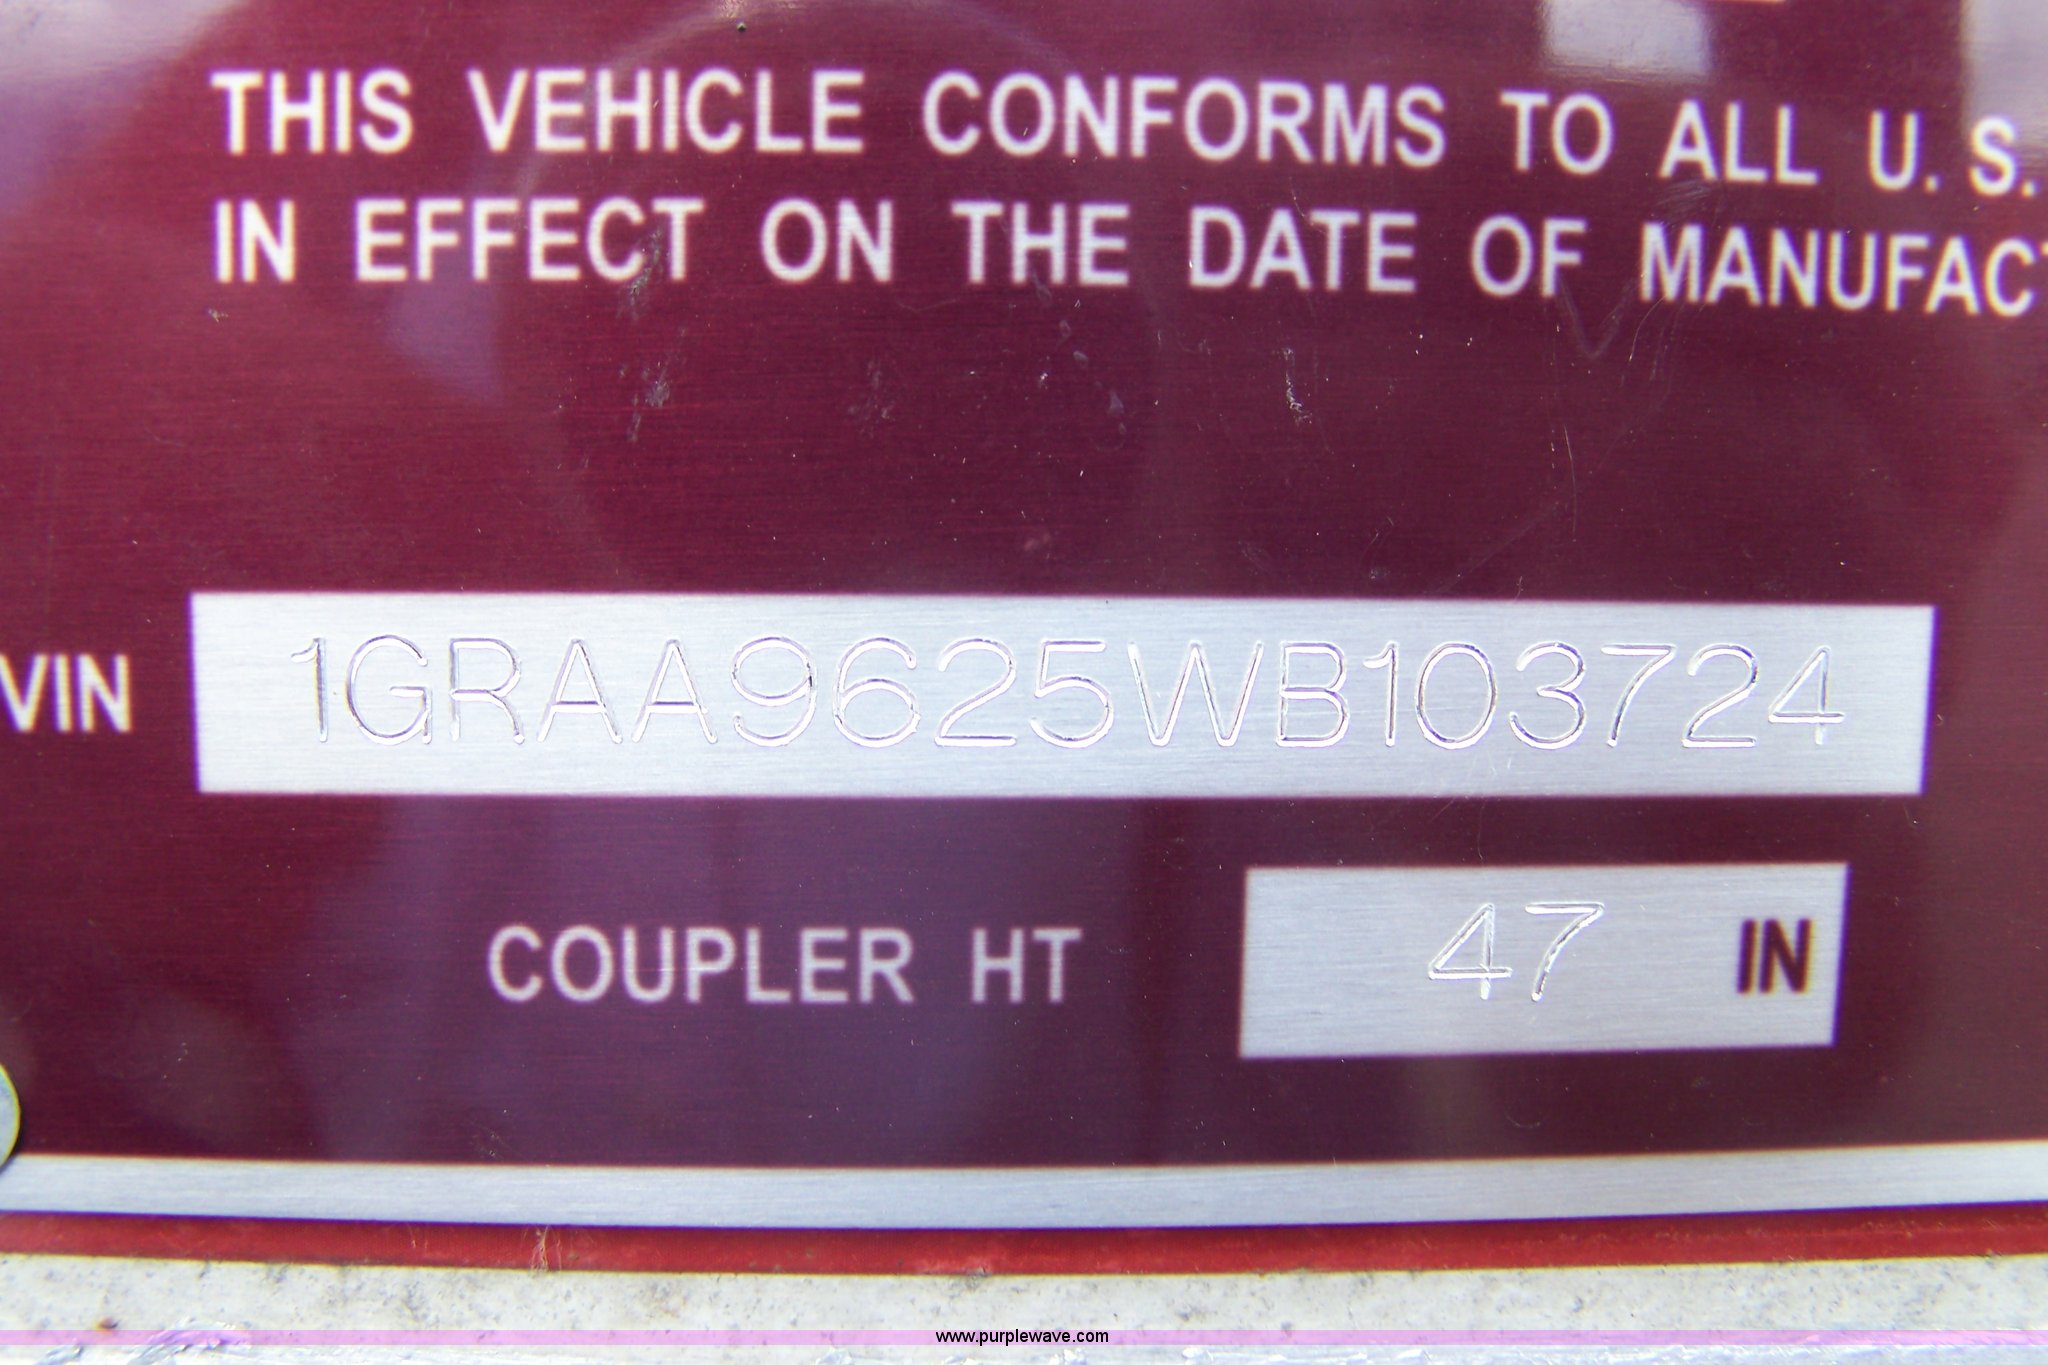 THIS VEHICLE CONFORMS TO ALL U.S.
IN EFFECT ON THE DATE OF MANUFACT
VIN 1GRAA9625WB103724
COUPLER HT 47 IN
www.purplewave.com